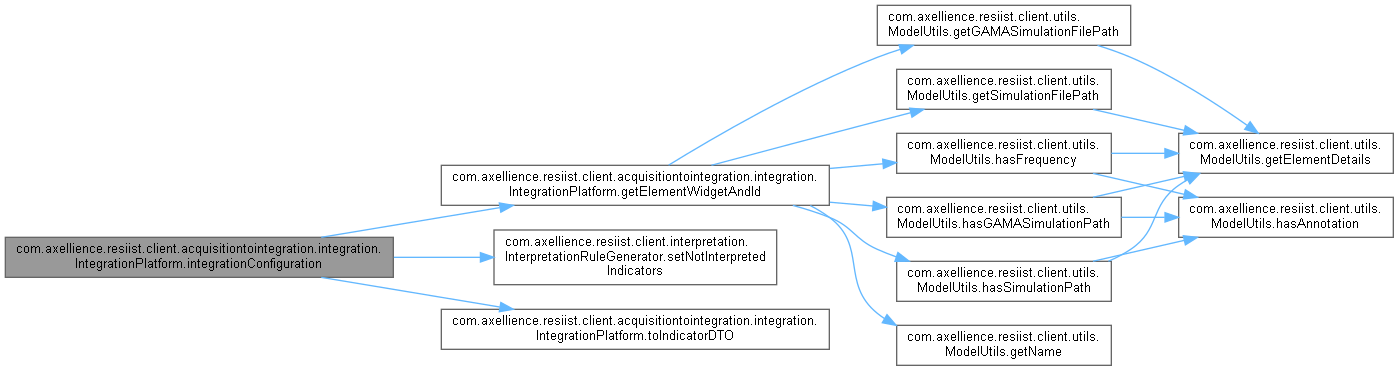 com.axellience.resiist.client.acquisitiontointegration.integration.
IntegrationPlatform.integrationConfiguration
com.axellience.resiist.client.acquisitiontointegration.integration.
IntegrationPlatform.getElementWidgetAndId
com.axellience.resiist.client.utils.
ModelUtils.getGAMASimulationFilePath
com.axellience.resiist.client.utils.
ModelUtils.getSimulationFilePath
com.axellience.resiist.client.utils.
ModelUtils.hasFrequency
com.axellience.resiist.client.utils.
ModelUtils.hasGAMASimulationPath
com.axellience.resiist.client.utils.
ModelUtils.hasSimulationPath
com.axellience.resiist.client.utils.
ModelUtils.getName
com.axellience.resiist.client.utils.
ModelUtils.getElementDetails
com.axellience.resiist.client.utils.
ModelUtils.hasAnnotation
com.axellience.resiist.client.interpretation.
InterpretationRuleGenerator.setNotInterpreted
Indicators
com.axellience.resiist.client.acquisitiontointegration.integration.
IntegrationPlatform.toIndicatorDTO